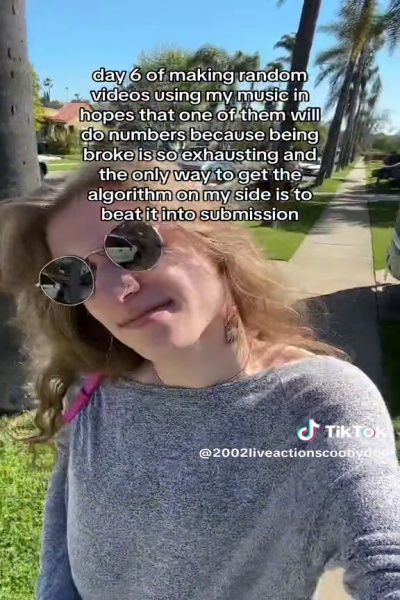 day 6 of making random
videos using my music in
hopes that one of them will
do numbers because being
broke is so exhausting and
the only way to get the
algorithm on my side is to
beat it into submission
TikTok